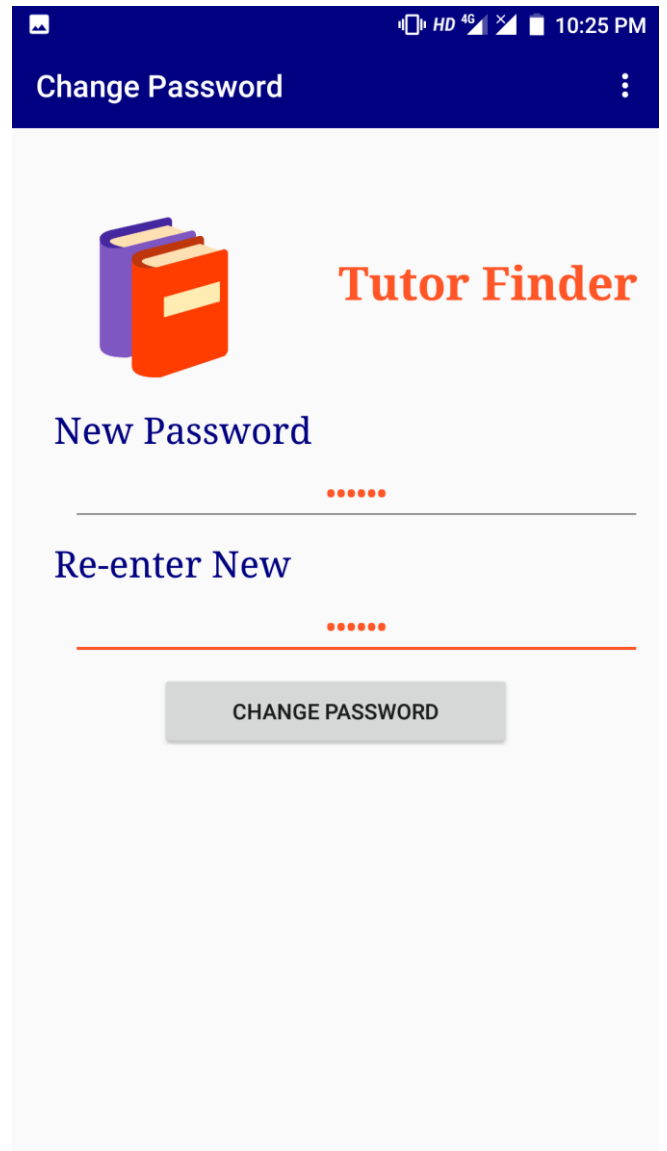 HD 4G 10:25 PM
Change Password
Tutor Finder
New Password
••••••
Re-enter New
••••••
CHANGE PASSWORD